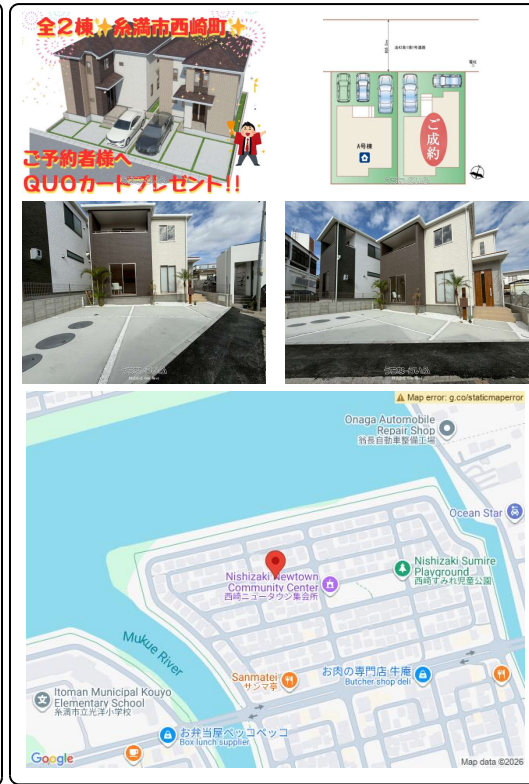 全２棟✨糸満市西崎町✨
ご予約者様へ
QUOカードプレゼント!!
A号棟
ご成約
Map error: g.co/staticmaperror
Onaga Automobile
Repair Shop
翁長自動車整備工場
Ocean Star
Nishizaki Sumire
Playground
西崎すみれ児童公園
Nishizaki Newtown
Community Center
西崎ニュータウン集会所
Mukue River
お肉の専門店 牛庵
Butcher shop deli
Sanmatei
サンマ亭
Itoman Municipal Kouyo
Elementary School
糸満市立光洋小学校
お弁当屋ペッコペッコ
Box lunch supplier
Google
Map data ©2026